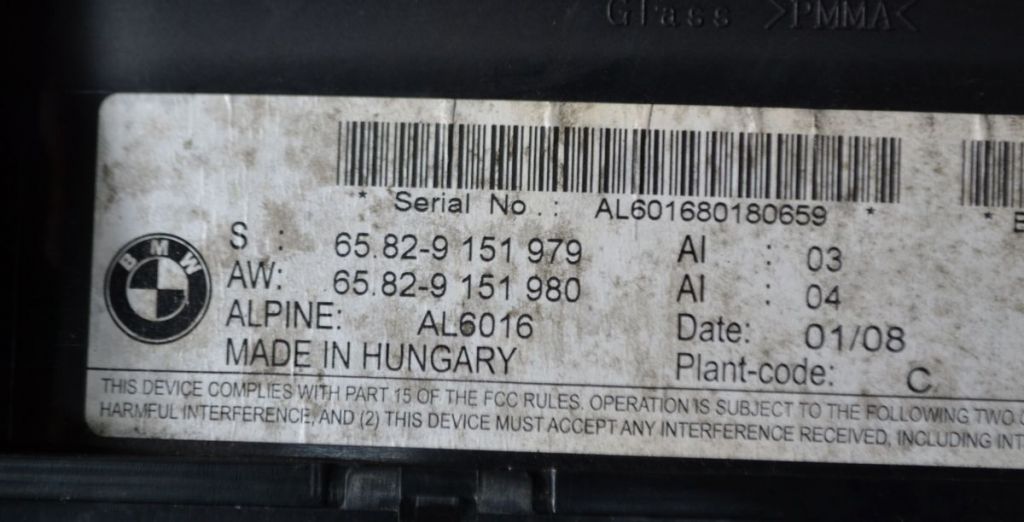 Glass >PMMA<
* Serial No.: AL601680180659 * *
BMW
S : 65.82-9 151 979 AI : 03
AW: 65.82-9 151 980 AI : 04
ALPINE: AL6016 Date: 01/08
MADE IN HUNGARY Plant-code: C
THIS DEVICE COMPLIES WITH PART 15 OF THE FCC RULES. OPERATION IS SUBJECT TO THE FOLLOWING TWO
HARMFUL INTERFERENCE, AND (2) THIS DEVICE MUST ACCEPT ANY INTERFERENCE RECEIVED, INCLUDING INT